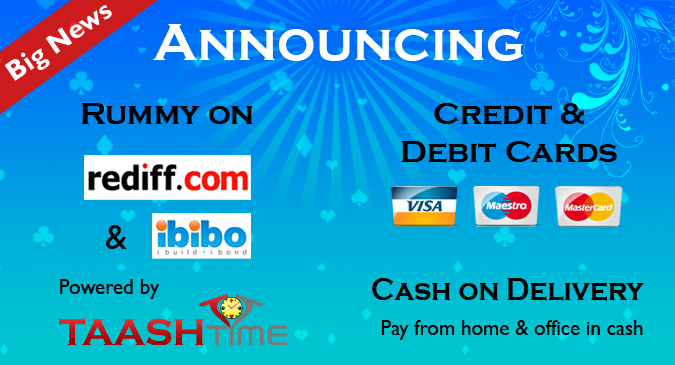 Big News
ANNOUNCING
RUMMY ON
rediff.com
& ibibo
ibuild·ibond
Powered by
TAASHTIME
CREDIT &
DEBIT CARDS
VISA Maestro MasterCard
CASH ON DELIVERY
Pay from home & office in cash